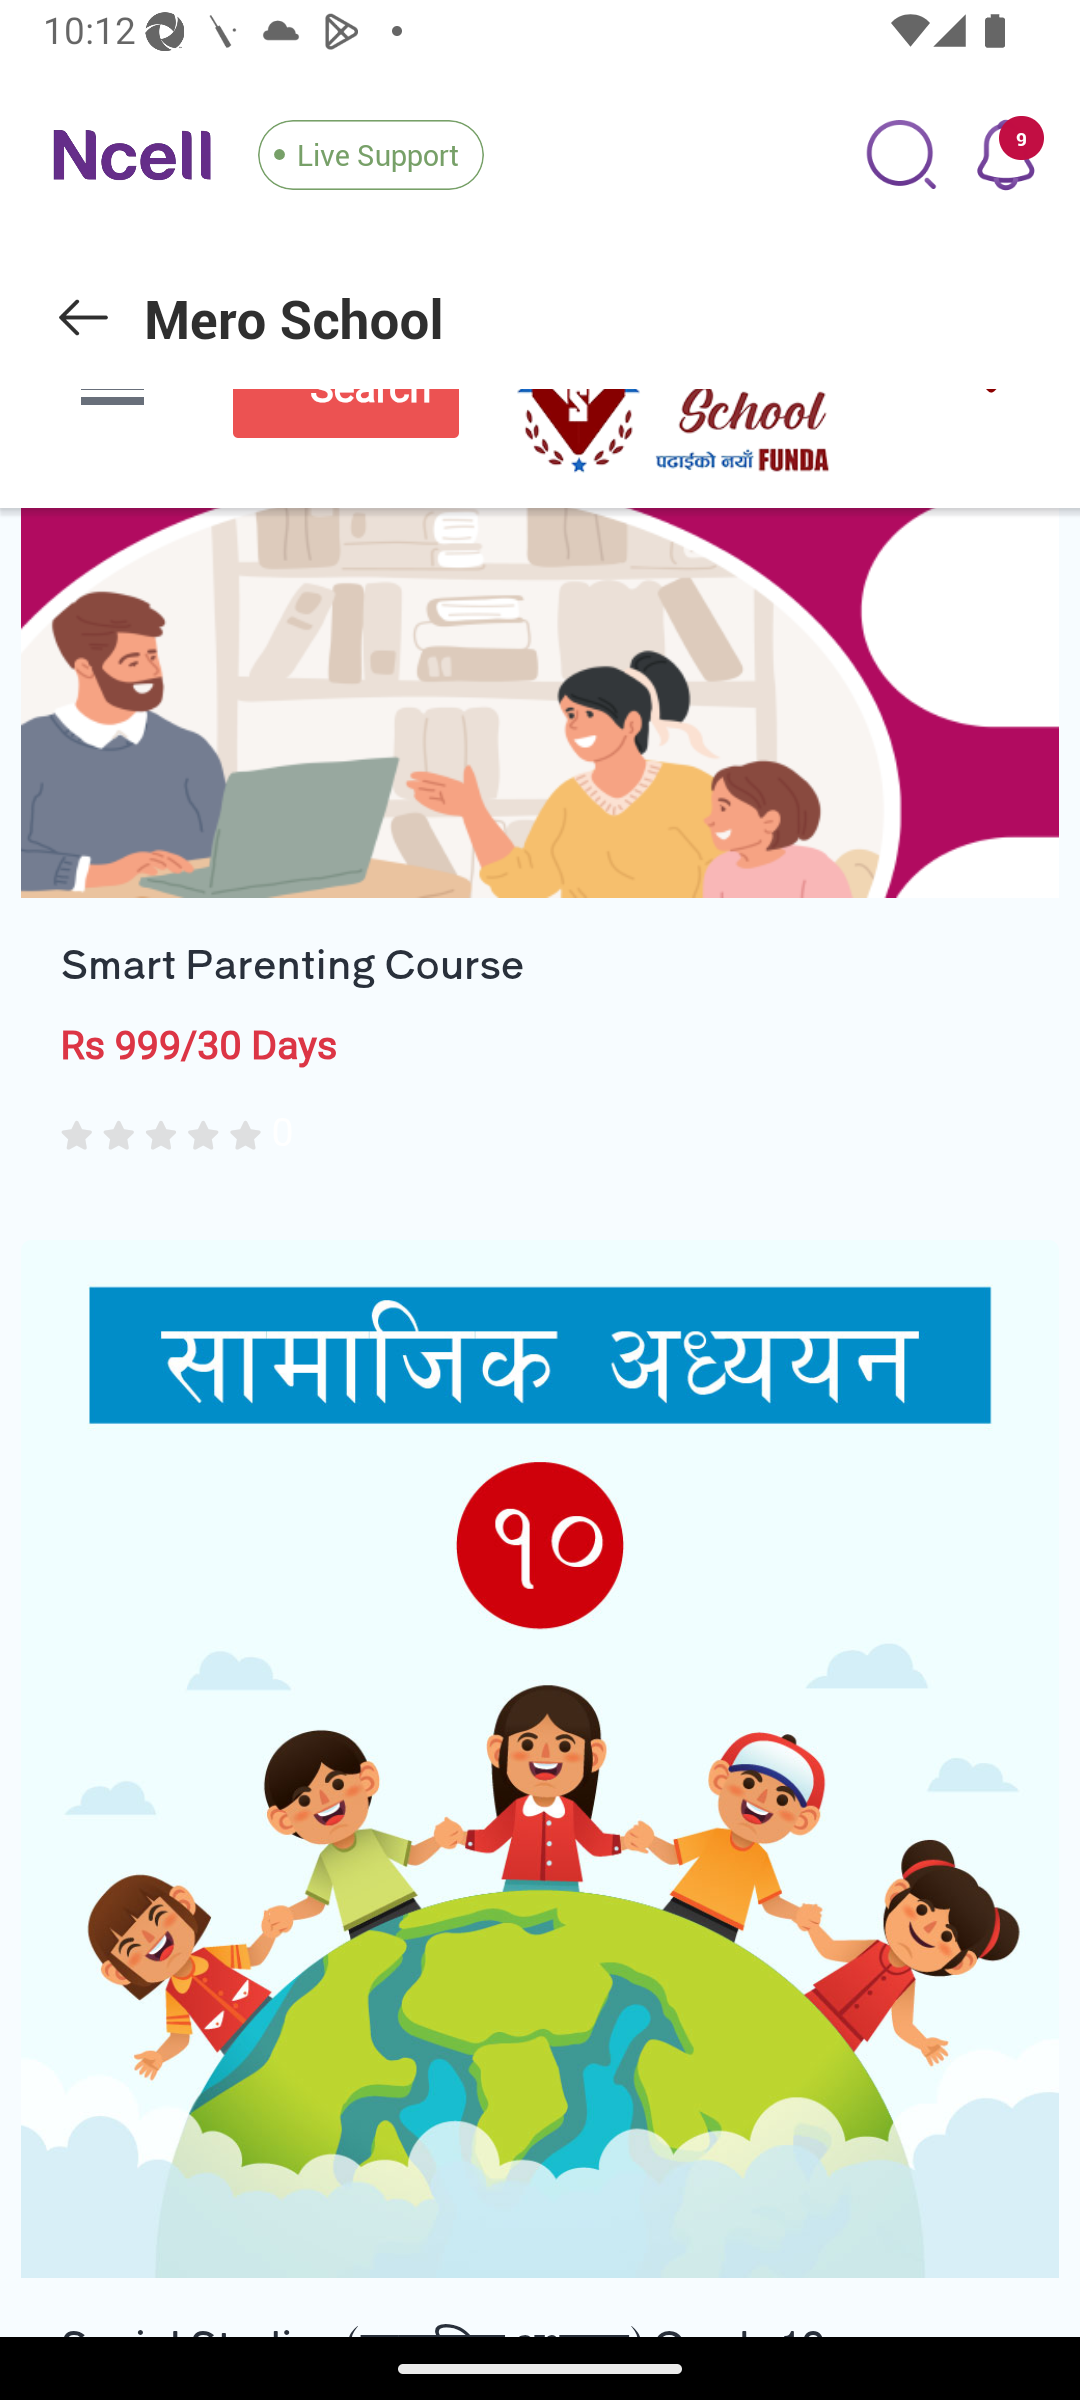 10:12
Ncell
Live Support
9
Mero School
Search
School
पढाईको नयाँ FUNDA
Smart Parenting Course
Rs 999/30 Days
0
सामाजिक अध्ययन
१०